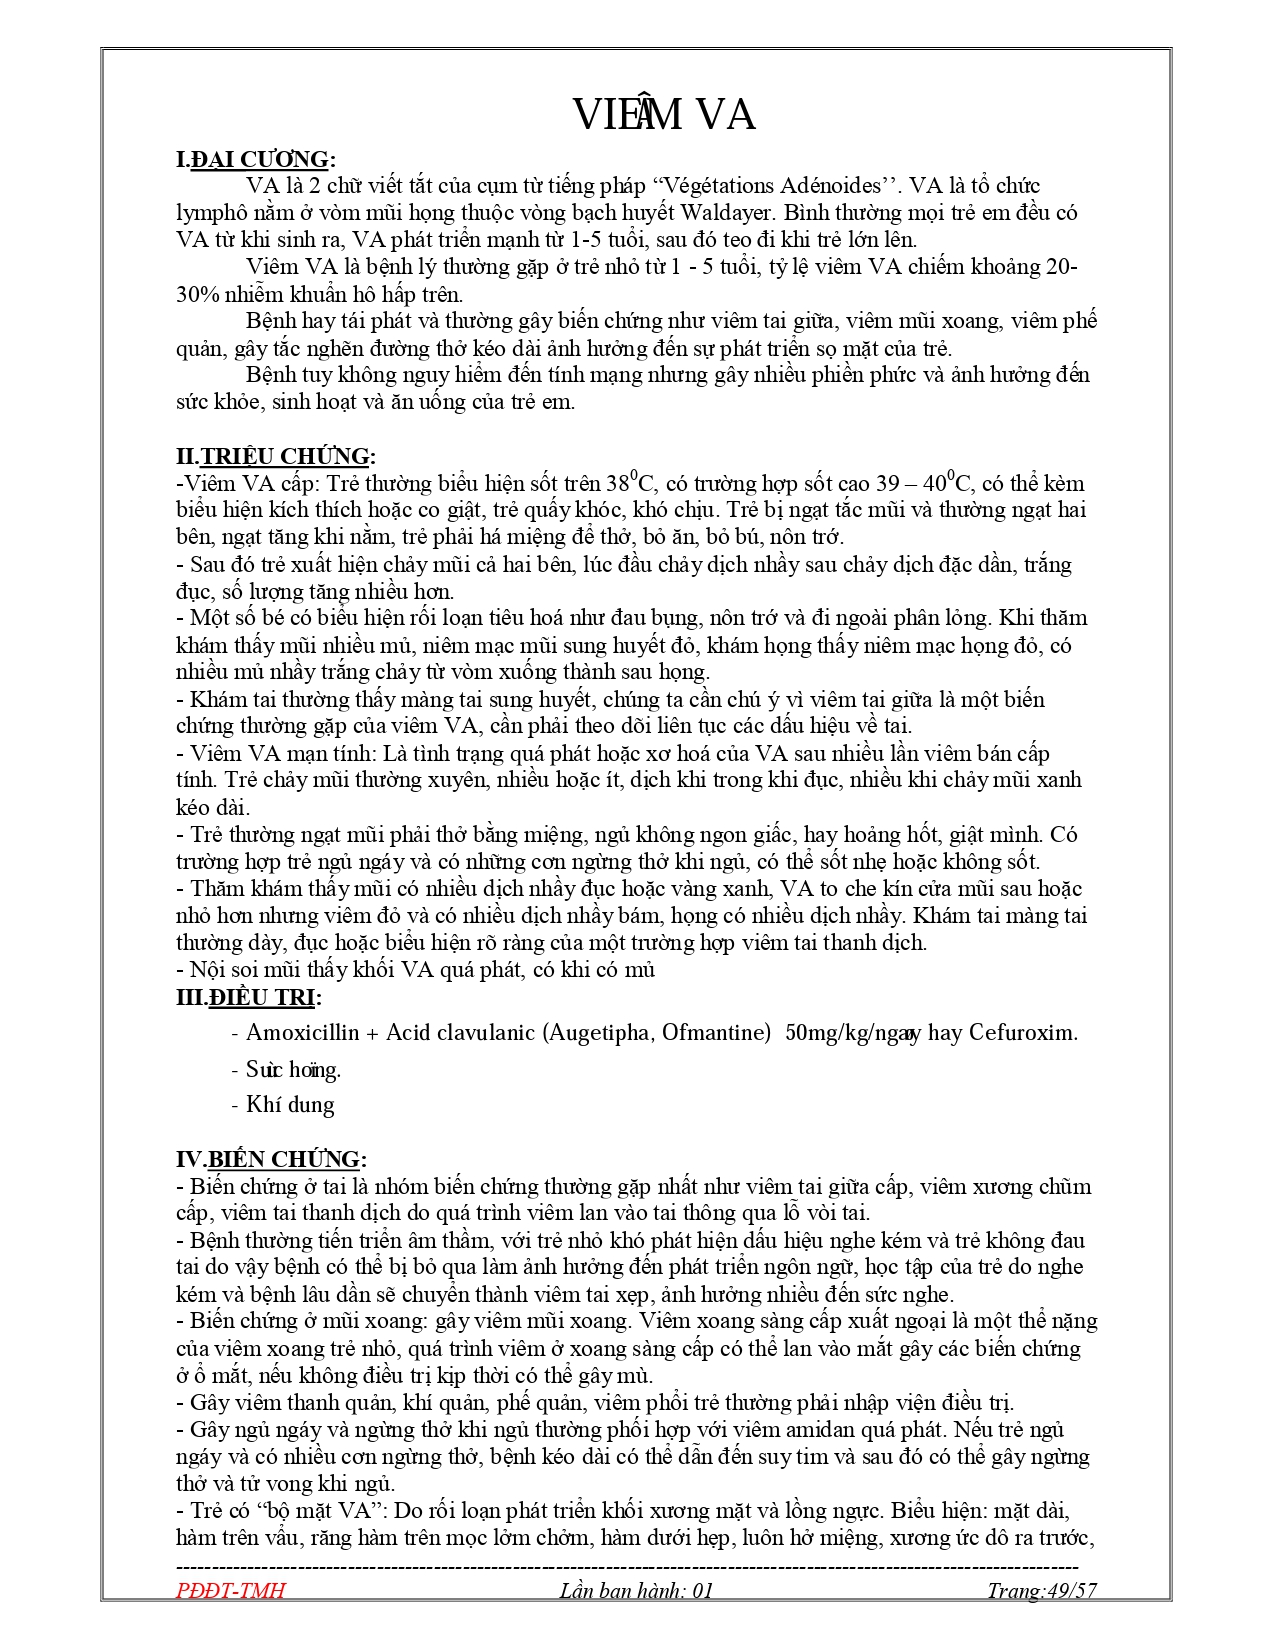 VIÊM VA
I.ĐẠI CƯƠNG:
VA là 2 chữ viết tắt của cụm từ tiếng pháp “Végétations Adénoides’’. VA là tổ chức
lymphô nằm ở vòm mũi họng thuộc vòng bạch huyết Waldayer. Bình thường mọi trẻ em đều có
VA từ khi sinh ra, VA phát triển mạnh từ 1-5 tuổi, sau đó teo đi khi trẻ lớn lên.
Viêm VA là bệnh lý thường gặp ở trẻ nhỏ từ 1 - 5 tuổi, tỷ lệ viêm VA chiếm khoảng 20-
30% nhiễm khuẩn hô hấp trên.
Bệnh hay tái phát và thường gây biến chứng như viêm tai giữa, viêm mũi xoang, viêm phế
quản, gây tắc nghẽn đường thở kéo dài ảnh hưởng đến sự phát triển sọ mặt của trẻ.
Bệnh tuy không nguy hiểm đến tính mạng nhưng gây nhiều phiền phức và ảnh hưởng đến
sức khỏe, sinh hoạt và ăn uống của trẻ em.
II.TRIỆU CHỨNG:
-Viêm VA cấp: Trẻ thường biểu hiện sốt trên 38⁰C, có trường hợp sốt cao 39 – 40⁰C, có thể kèm
biểu hiện kích thích hoặc co giật, trẻ quấy khóc, khó chịu. Trẻ bị ngạt tắc mũi và thường ngạt hai
bên, ngạt tăng khi nằm, trẻ phải há miệng để thở, bỏ ăn, bỏ bú, nôn trớ.
- Sau đó trẻ xuất hiện chảy mũi cả hai bên, lúc đầu chảy dịch nhầy sau chảy dịch đặc dần, trắng
đục, số lượng tăng nhiều hơn.
- Một số bé có biểu hiện rối loạn tiêu hoá như đau bụng, nôn trớ và đi ngoài phân lỏng. Khi thăm
khám thấy mũi nhiều mủ, niêm mạc mũi sung huyết đỏ, khám họng thấy niêm mạc họng đỏ, có
nhiều mủ nhầy trắng chảy từ vòm xuống thành sau họng.
- Khám tai thường thấy màng tai sung huyết, chúng ta cần chú ý vì viêm tai giữa là một biến
chứng thường gặp của viêm VA, cần phải theo dõi liên tục các dấu hiệu về tai.
- Viêm VA mạn tính: Là tình trạng quá phát hoặc xơ hoá của VA sau nhiều lần viêm bán cấp
tính. Trẻ chảy mũi thường xuyên, nhiều hoặc ít, dịch khi trong khi đục, nhiều khi chảy mũi xanh
kéo dài.
- Trẻ thường ngạt mũi phải thở bằng miệng, ngủ không ngon giấc, hay hoảng hốt, giật mình. Có
trường hợp trẻ ngủ ngáy và có những cơn ngừng thở khi ngủ, có thể sốt nhẹ hoặc không sốt.
- Thăm khám thấy mũi có nhiều dịch nhầy đục hoặc vàng xanh, VA to che kín cửa mũi sau hoặc
nhỏ hơn nhưng viêm đỏ và có nhiều dịch nhầy bám, họng có nhiều dịch nhầy. Khám tai màng tai
thường dày, đục hoặc biểu hiện rõ ràng của một trường hợp viêm tai thanh dịch.
- Nội soi mũi thấy khối VA quá phát, có khi có mủ
III.ĐIỀU TRỊ:
- Amoxicillin + Acid clavulanic (Augetipha, Ofmantine) 50mg/kg/ngày hay Cefuroxim.
- Súc họng.
- Khí dung
IV.BIẾN CHỨNG:
- Biến chứng ở tai là nhóm biến chứng thường gặp nhất như viêm tai giữa cấp, viêm xương chũm
cấp, viêm tai thanh dịch do quá trình viêm lan vào tai thông qua lỗ vòi tai.
- Bệnh thường tiến triển âm thầm, với trẻ nhỏ khó phát hiện dấu hiệu nghe kém và trẻ không đau
tai do vậy bệnh có thể bị bỏ qua làm ảnh hưởng đến phát triển ngôn ngữ, học tập của trẻ do nghe
kém và bệnh lâu dần sẽ chuyển thành viêm tai xẹp, ảnh hưởng nhiều đến sức nghe.
- Biến chứng ở mũi xoang: gây viêm mũi xoang. Viêm xoang sàng cấp xuất ngoại là một thể nặng
của viêm xoang trẻ nhỏ, quá trình viêm ở xoang sàng cấp có thể lan vào mắt gây các biến chứng
ở ổ mắt, nếu không điều trị kịp thời có thể gây mù.
- Gây viêm thanh quản, khí quản, phế quản, viêm phổi trẻ thường phải nhập viện điều trị.
- Gây ngủ ngáy và ngừng thở khi ngủ thường phối hợp với viêm amidan quá phát. Nếu trẻ ngủ
ngáy và có nhiều cơn ngừng thở, bệnh kéo dài có thể dẫn đến suy tim và sau đó có thể gây ngừng
thở và tử vong khi ngủ.
- Trẻ có “bộ mặt VA”: Do rối loạn phát triển khối xương mặt và lồng ngực. Biểu hiện: mặt dài,
hàm trên vẩu, răng hàm trên mọc lởm chởm, hàm dưới hẹp, luôn hở miệng, xương ức dô ra trước,
PĐĐT-TMH Lần ban hành: 01 Trang:49/57